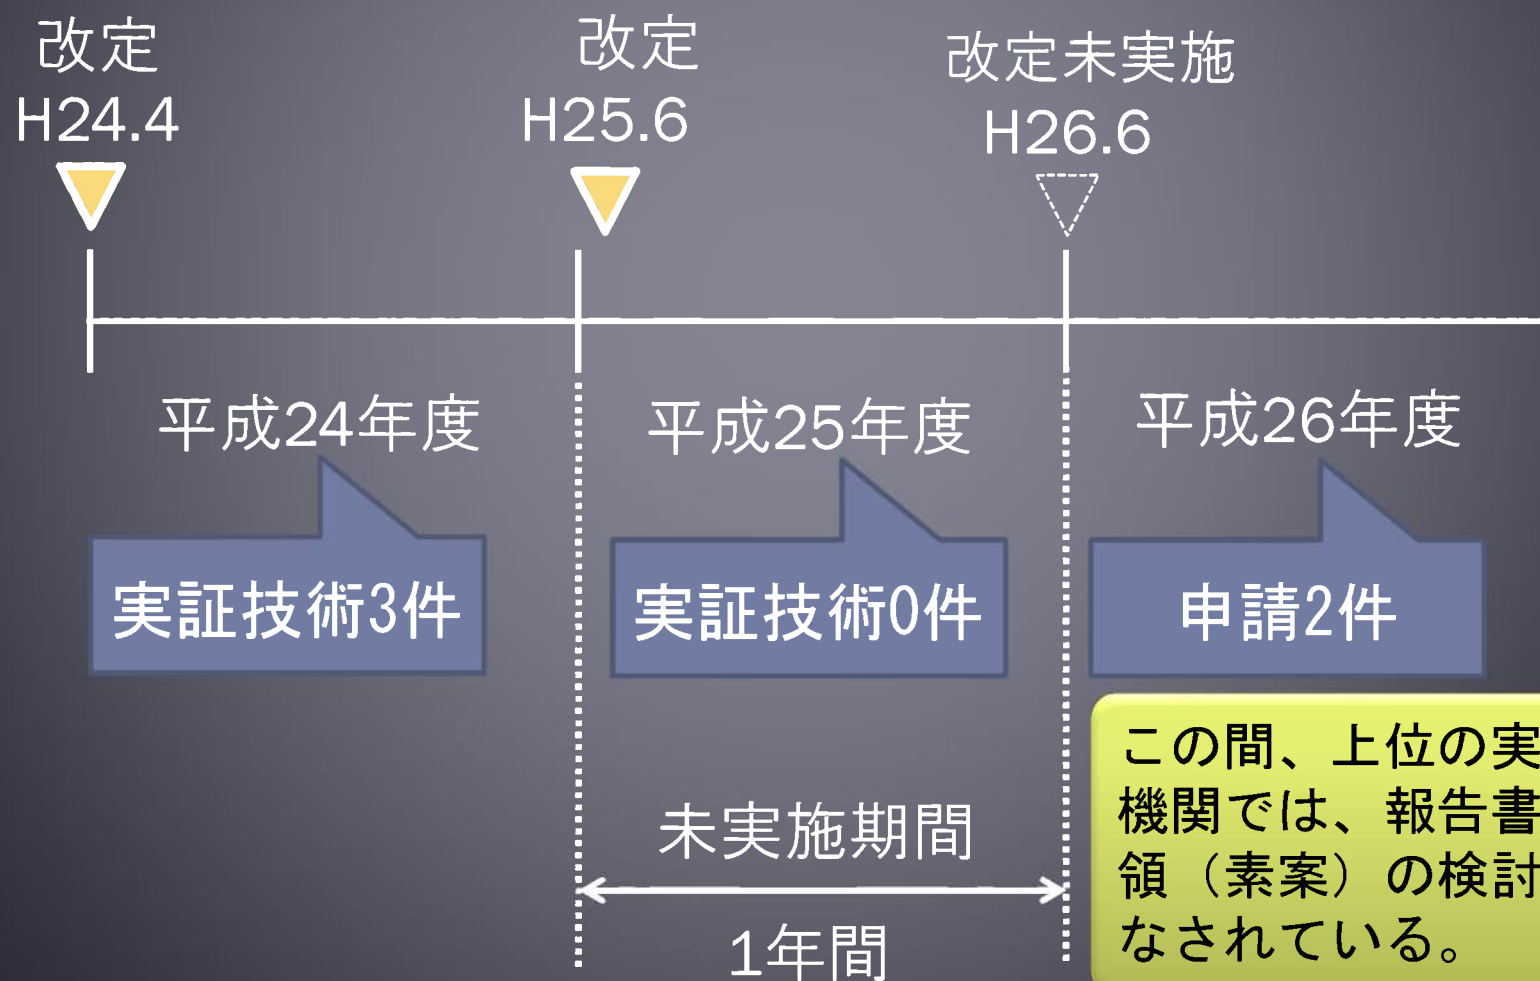 改定
H24.4
改定
H25.6
改定未実施
H26.6
平成24年度
平成25年度
平成26年度
実証技術3件
実証技術0件
申請2件
未実施期間
1年間
この間、上位の実
機関では、報告書
領（素案）の検討
なされている。